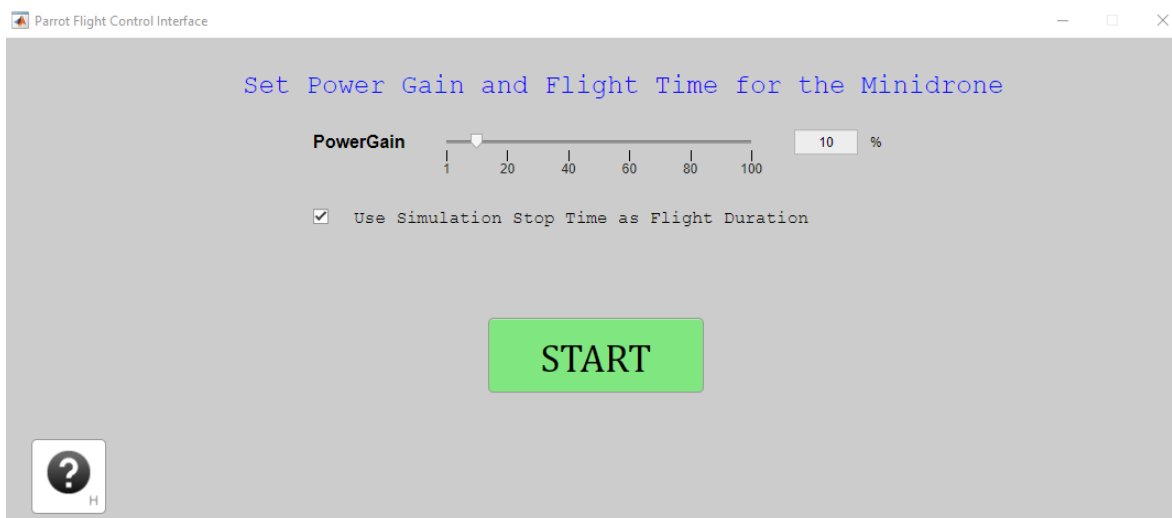 Parrot Flight Control Interface
Set Power Gain and Flight Time for the Minidrone
PowerGain
10 %
1 20 40 60 80 100
Use Simulation Stop Time as Flight Duration
START
H